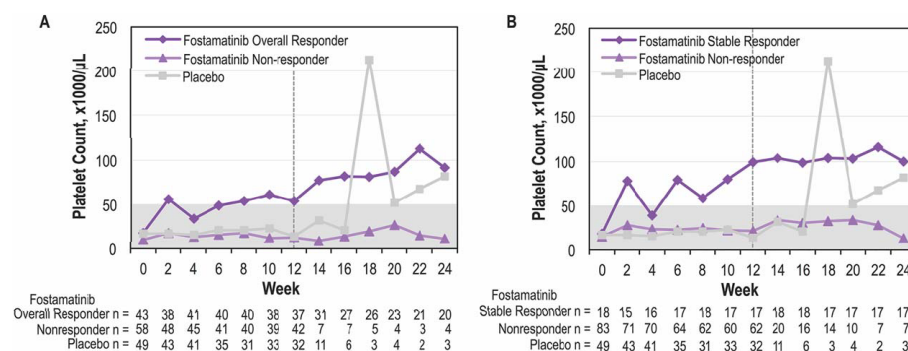 A
250
200
150
100
50
0
Platelet Count, x1000/µL
Fostamatinib Overall Responder
Fostamatinib Non-responder
Placebo
0 2 4 6 8 10 12 14 16 18 20 22 24
Week
Fostamatinib
Overall Responder n = 43 38 41 40 40 38 37 31 27 26 23 21 20
Nonresponder n = 58 48 45 41 40 39 42 7 7 5 4 3 4
Placebo n = 49 43 41 35 31 33 32 11 6 3 4 2 3
B
250
200
150
100
50
0
Platelet Count, x1000/µL
Fostamatinib Stable Responder
Fostamatinib Non-responder
Placebo
0 2 4 6 8 10 12 14 16 18 20 22 24
Week
Fostamatinib
Stable Responder n = 18 15 16 17 18 17 17 18 18 17 17 17 17
Nonresponder n = 83 71 70 64 62 60 62 20 16 14 10 7 7
Placebo n = 49 43 41 35 31 33 32 11 6 3 4 2 3